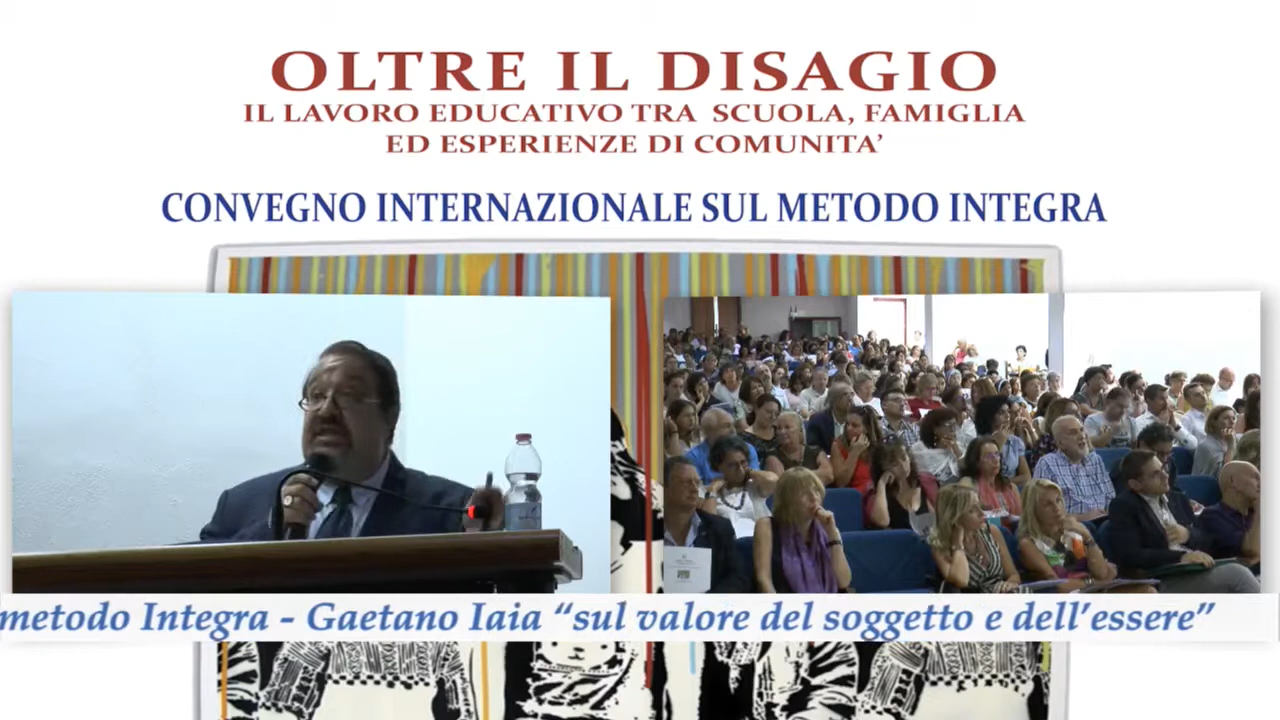 OLTRE IL DISAGIO
IL LAVORO EDUCATIVO TRA SCUOLA, FAMIGLIA
ED ESPERIENZE DI COMUNITA’
CONVEGNO INTERNAZIONALE SUL METODO INTEGRA
metodo Integra - Gaetano Iaia “sul valore del soggetto e dell’essere”